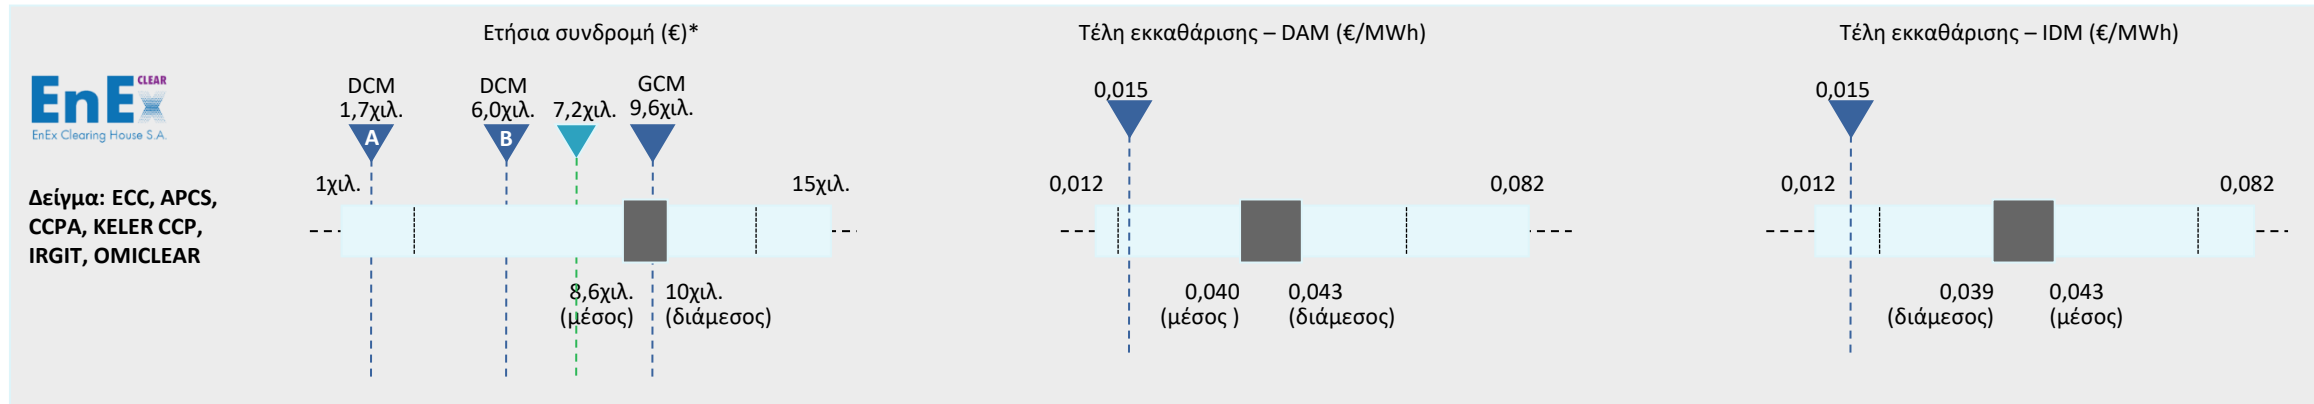 Ετήσια συνδρομή (€)*
Τέλη εκκαθάρισης – DAM (€/MWh)
Τέλη εκκαθάρισης – IDM (€/MWh)
EnEx CLEAR
EnEx Clearing House S.A.
DCM
1,7χιλ.
A
DCM
6,0χιλ.
B
7,2χιλ.
GCM
9,6χιλ.
0,015
0,015
Δείγμα: ECC, APCS,
CCPA, KELER CCP,
IRGIT, OMICLEAR
1χιλ.
15χιλ.
0,012
0,082
0,012
0,082
8,6χιλ.
(μέσος)
10χιλ.
(διάμεσος)
0,040
(μέσος )
0,043
(διάμεσος)
0,039
(διάμεσος)
0,043
(μέσος)